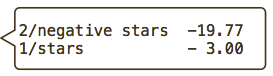 2/negative stars -19.77
1/stars - 3.00